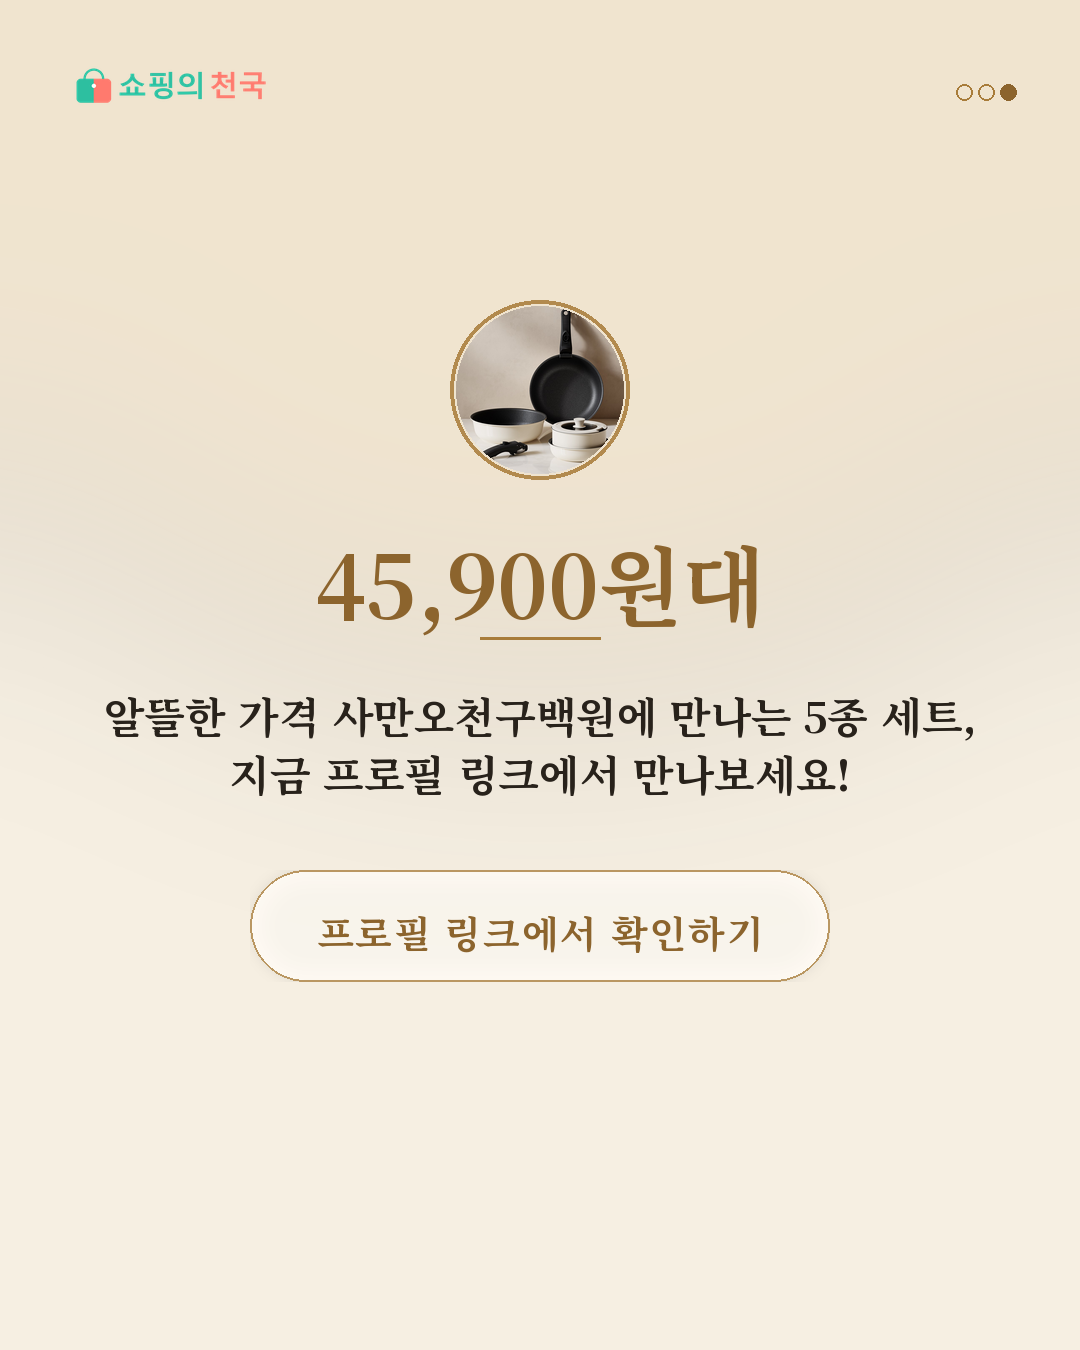 쇼핑의 천국
45,900원대
알뜰한 가격 사만오천구백원에 만나는 5종 세트,
지금 프로필 링크에서 만나보세요!
프로필 링크에서 확인하기